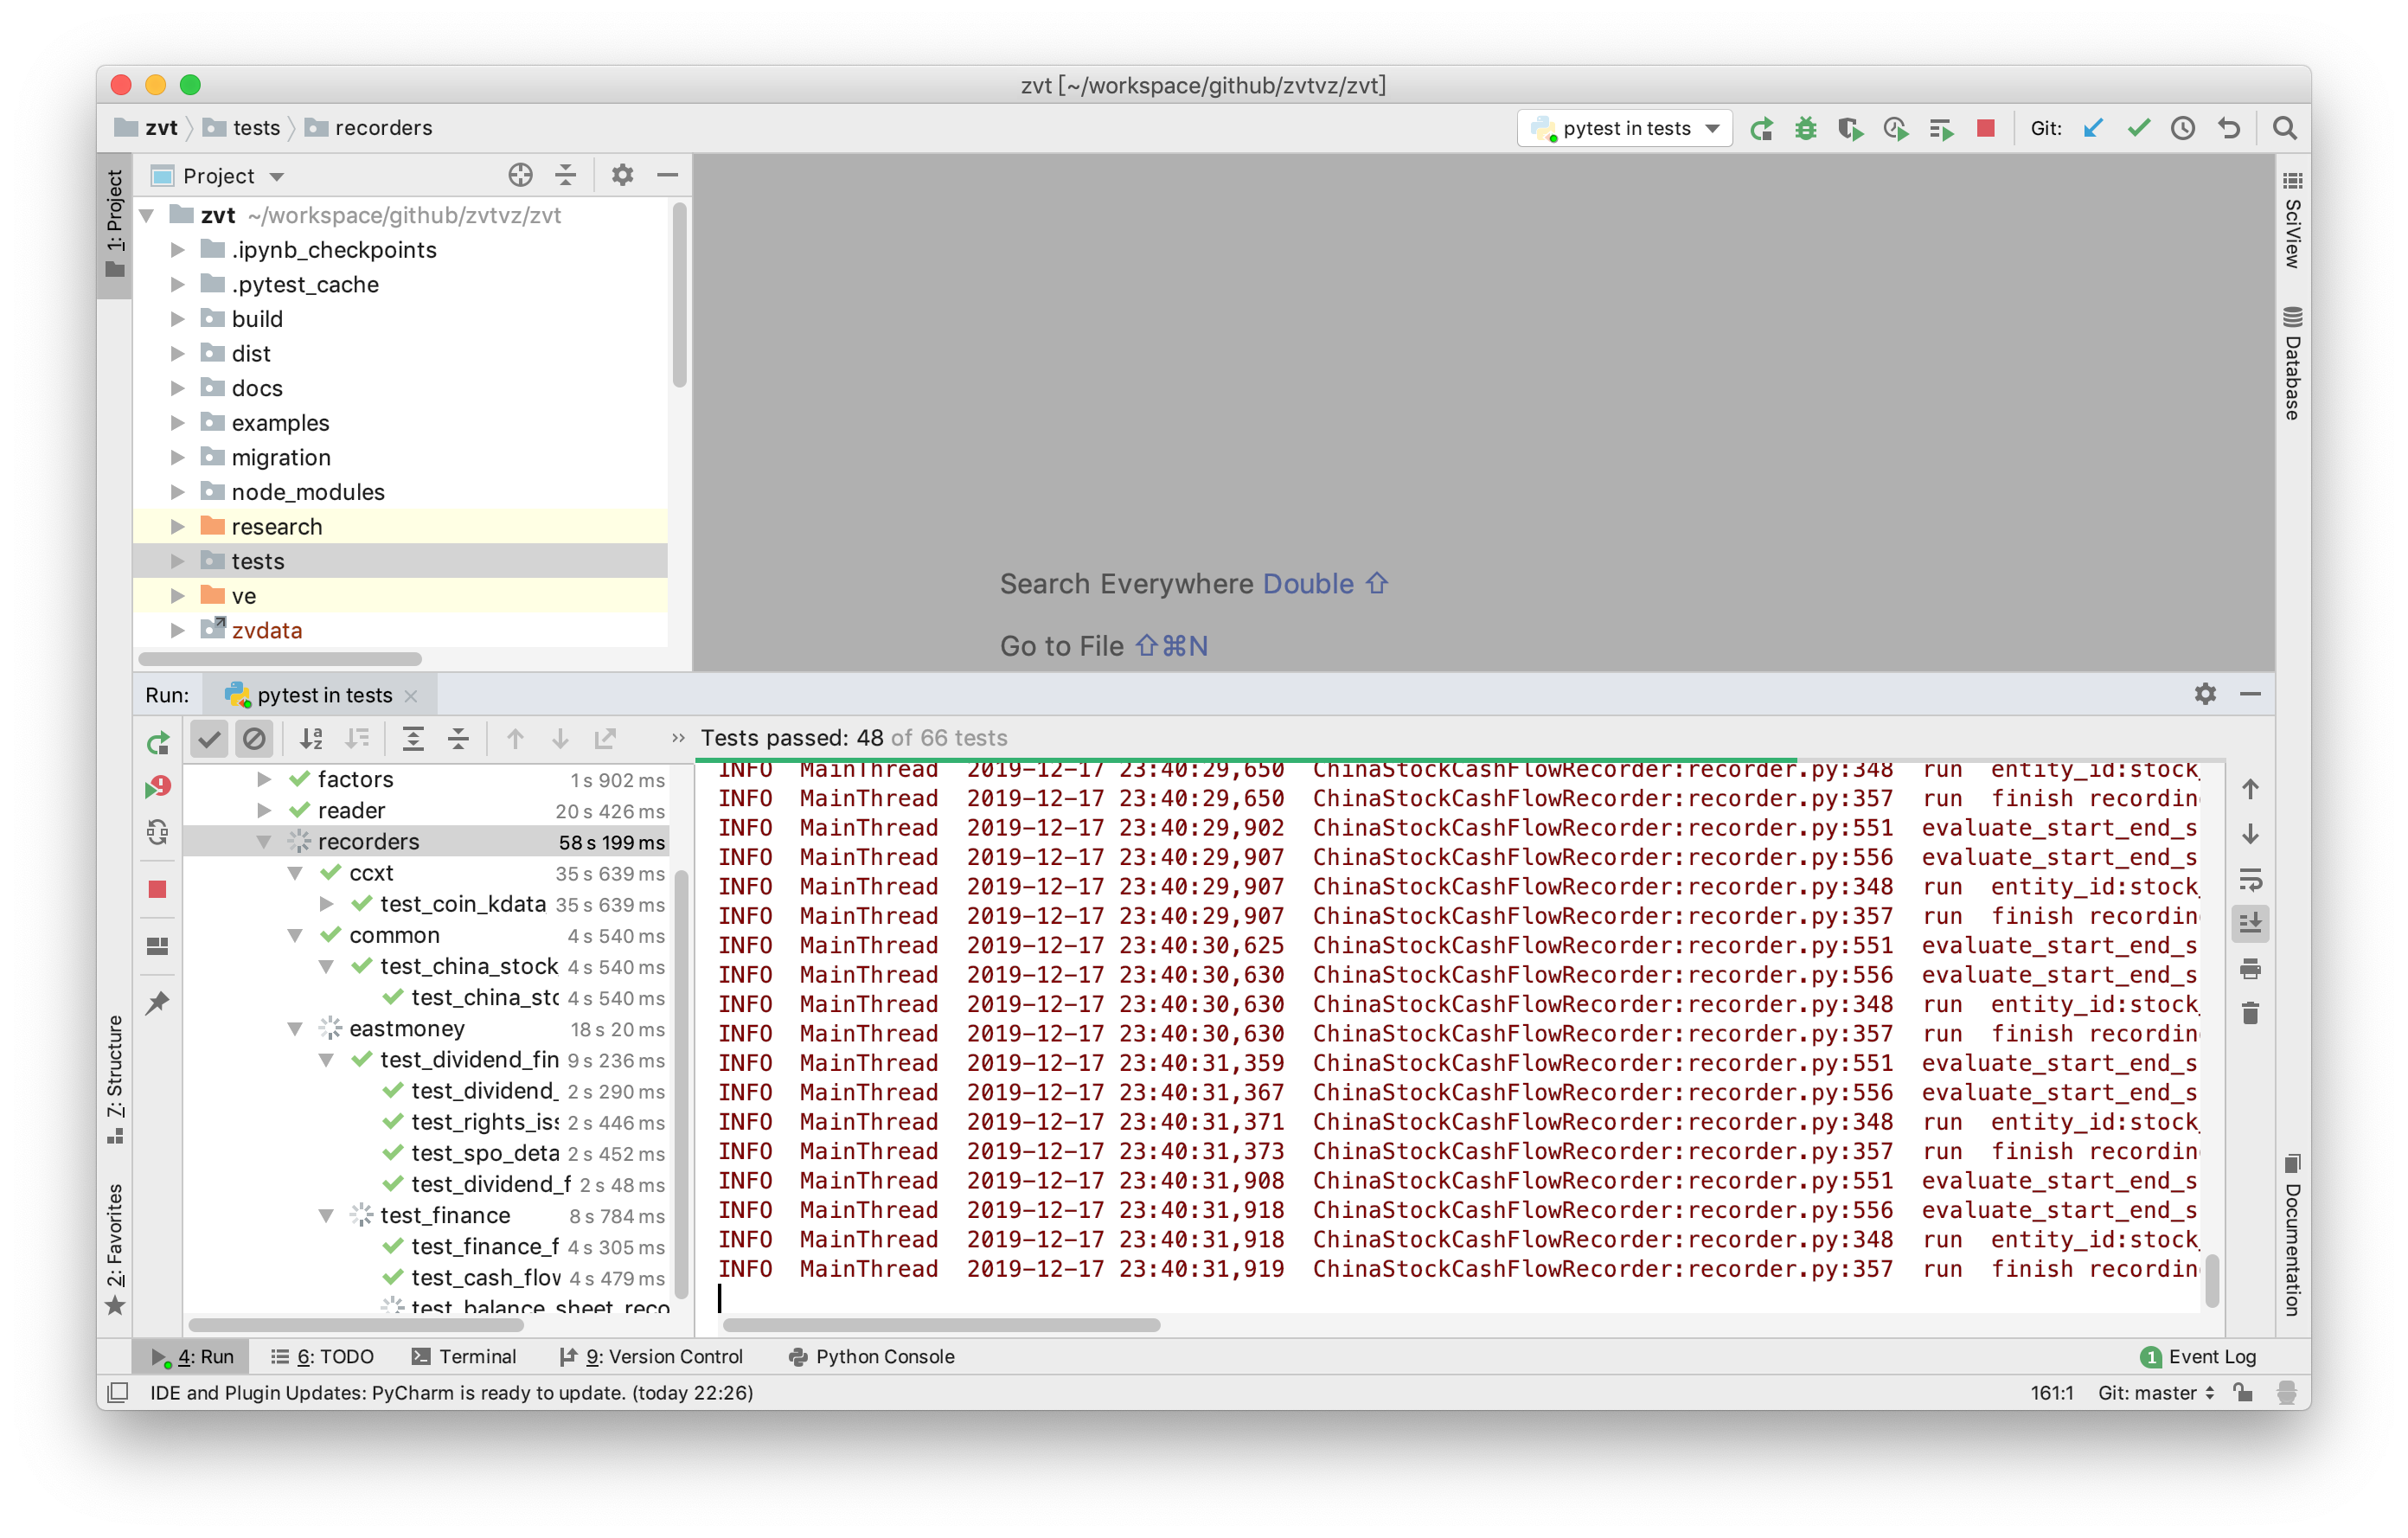 zvt [~/workspace/github/zvtvz/zvt]
zvt tests recorders
pytest in tests
Git:
1: Project
Project
zvt ~/workspace/github/zvtvz/zvt
.ipynb_checkpoints
.pytest_cache
build
dist
docs
examples
migration
node_modules
research
tests
ve
zvdata
Search Everywhere Double ⇧
Go to File ⇧⌘N
SciView
Database
Run: pytest in tests
Tests passed: 48 of 66 tests
factors 1 s 902 ms
reader 20 s 426 ms
recorders 58 s 199 ms
ccxt 35 s 639 ms
test_coin_kdata 35 s 639 ms
common 4 s 540 ms
test_china_stock 4 s 540 ms
test_china_stc 4 s 540 ms
eastmoney 18 s 20 ms
test_dividend_fin 9 s 236 ms
test_dividend_ 2 s 290 ms
test_rights_iss 2 s 446 ms
test_spo_deta 2 s 452 ms
test_dividend_f 2 s 48 ms
test_finance 8 s 784 ms
test_finance_f 4 s 305 ms
test_cash_flow 4 s 479 ms
test_balance_sheet_reco
INFO MainThread 2019-12-17 23:40:29,650 ChinaStockCashFlowRecorder:recorder.py:348 run entity_id:stock_
INFO MainThread 2019-12-17 23:40:29,650 ChinaStockCashFlowRecorder:recorder.py:357 run finish recording
INFO MainThread 2019-12-17 23:40:29,902 ChinaStockCashFlowRecorder:recorder.py:551 evaluate_start_end_s
INFO MainThread 2019-12-17 23:40:29,907 ChinaStockCashFlowRecorder:recorder.py:556 evaluate_start_end_s
INFO MainThread 2019-12-17 23:40:29,907 ChinaStockCashFlowRecorder:recorder.py:348 run entity_id:stock_
INFO MainThread 2019-12-17 23:40:29,907 ChinaStockCashFlowRecorder:recorder.py:357 run finish recording
INFO MainThread 2019-12-17 23:40:30,625 ChinaStockCashFlowRecorder:recorder.py:551 evaluate_start_end_s
INFO MainThread 2019-12-17 23:40:30,630 ChinaStockCashFlowRecorder:recorder.py:556 evaluate_start_end_s
INFO MainThread 2019-12-17 23:40:30,630 ChinaStockCashFlowRecorder:recorder.py:348 run entity_id:stock_
INFO MainThread 2019-12-17 23:40:30,630 ChinaStockCashFlowRecorder:recorder.py:357 run finish recording
INFO MainThread 2019-12-17 23:40:31,359 ChinaStockCashFlowRecorder:recorder.py:551 evaluate_start_end_s
INFO MainThread 2019-12-17 23:40:31,367 ChinaStockCashFlowRecorder:recorder.py:556 evaluate_start_end_s
INFO MainThread 2019-12-17 23:40:31,371 ChinaStockCashFlowRecorder:recorder.py:348 run entity_id:stock_
INFO MainThread 2019-12-17 23:40:31,373 ChinaStockCashFlowRecorder:recorder.py:357 run finish recording
INFO MainThread 2019-12-17 23:40:31,908 ChinaStockCashFlowRecorder:recorder.py:551 evaluate_start_end_s
INFO MainThread 2019-12-17 23:40:31,918 ChinaStockCashFlowRecorder:recorder.py:556 evaluate_start_end_s
INFO MainThread 2019-12-17 23:40:31,918 ChinaStockCashFlowRecorder:recorder.py:348 run entity_id:stock_
INFO MainThread 2019-12-17 23:40:31,919 ChinaStockCashFlowRecorder:recorder.py:357 run finish recording
7: Structure
2: Favorites
Documentation
4: Run 6: TODO Terminal 9: Version Control Python Console 1 Event Log
IDE and Plugin Updates: PyCharm is ready to update. (today 22:26) 161:1 Git: master